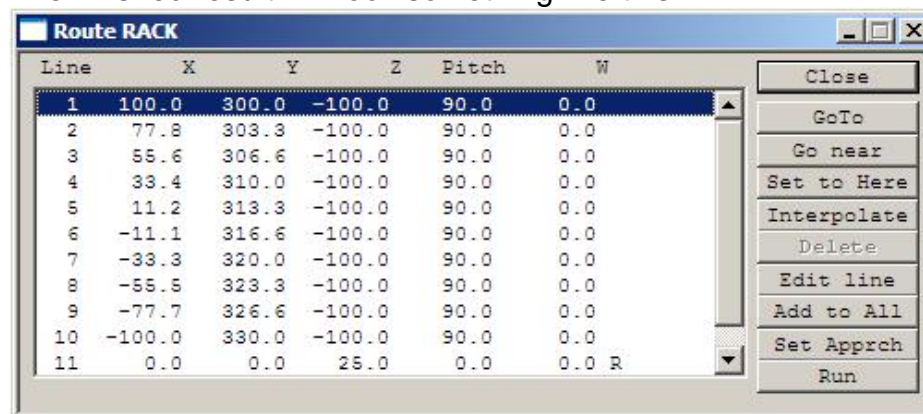 Route RACK
Line X Y Z Pitch W
1 100.0 300.0 -100.0 90.0 0.0
2 77.8 303.3 -100.0 90.0 0.0
3 55.6 306.6 -100.0 90.0 0.0
4 33.4 310.0 -100.0 90.0 0.0
5 11.2 313.3 -100.0 90.0 0.0
6 -11.1 316.6 -100.0 90.0 0.0
7 -33.3 320.0 -100.0 90.0 0.0
8 -55.5 323.3 -100.0 90.0 0.0
9 -77.7 326.6 -100.0 90.0 0.0
10 -100.0 330.0 -100.0 90.0 0.0
11 0.0 0.0 25.0 0.0 0.0 R
Close
GoTo
Go near
Set to Here
Interpolate
Delete
Edit line
Add to All
Set Apprch
Run